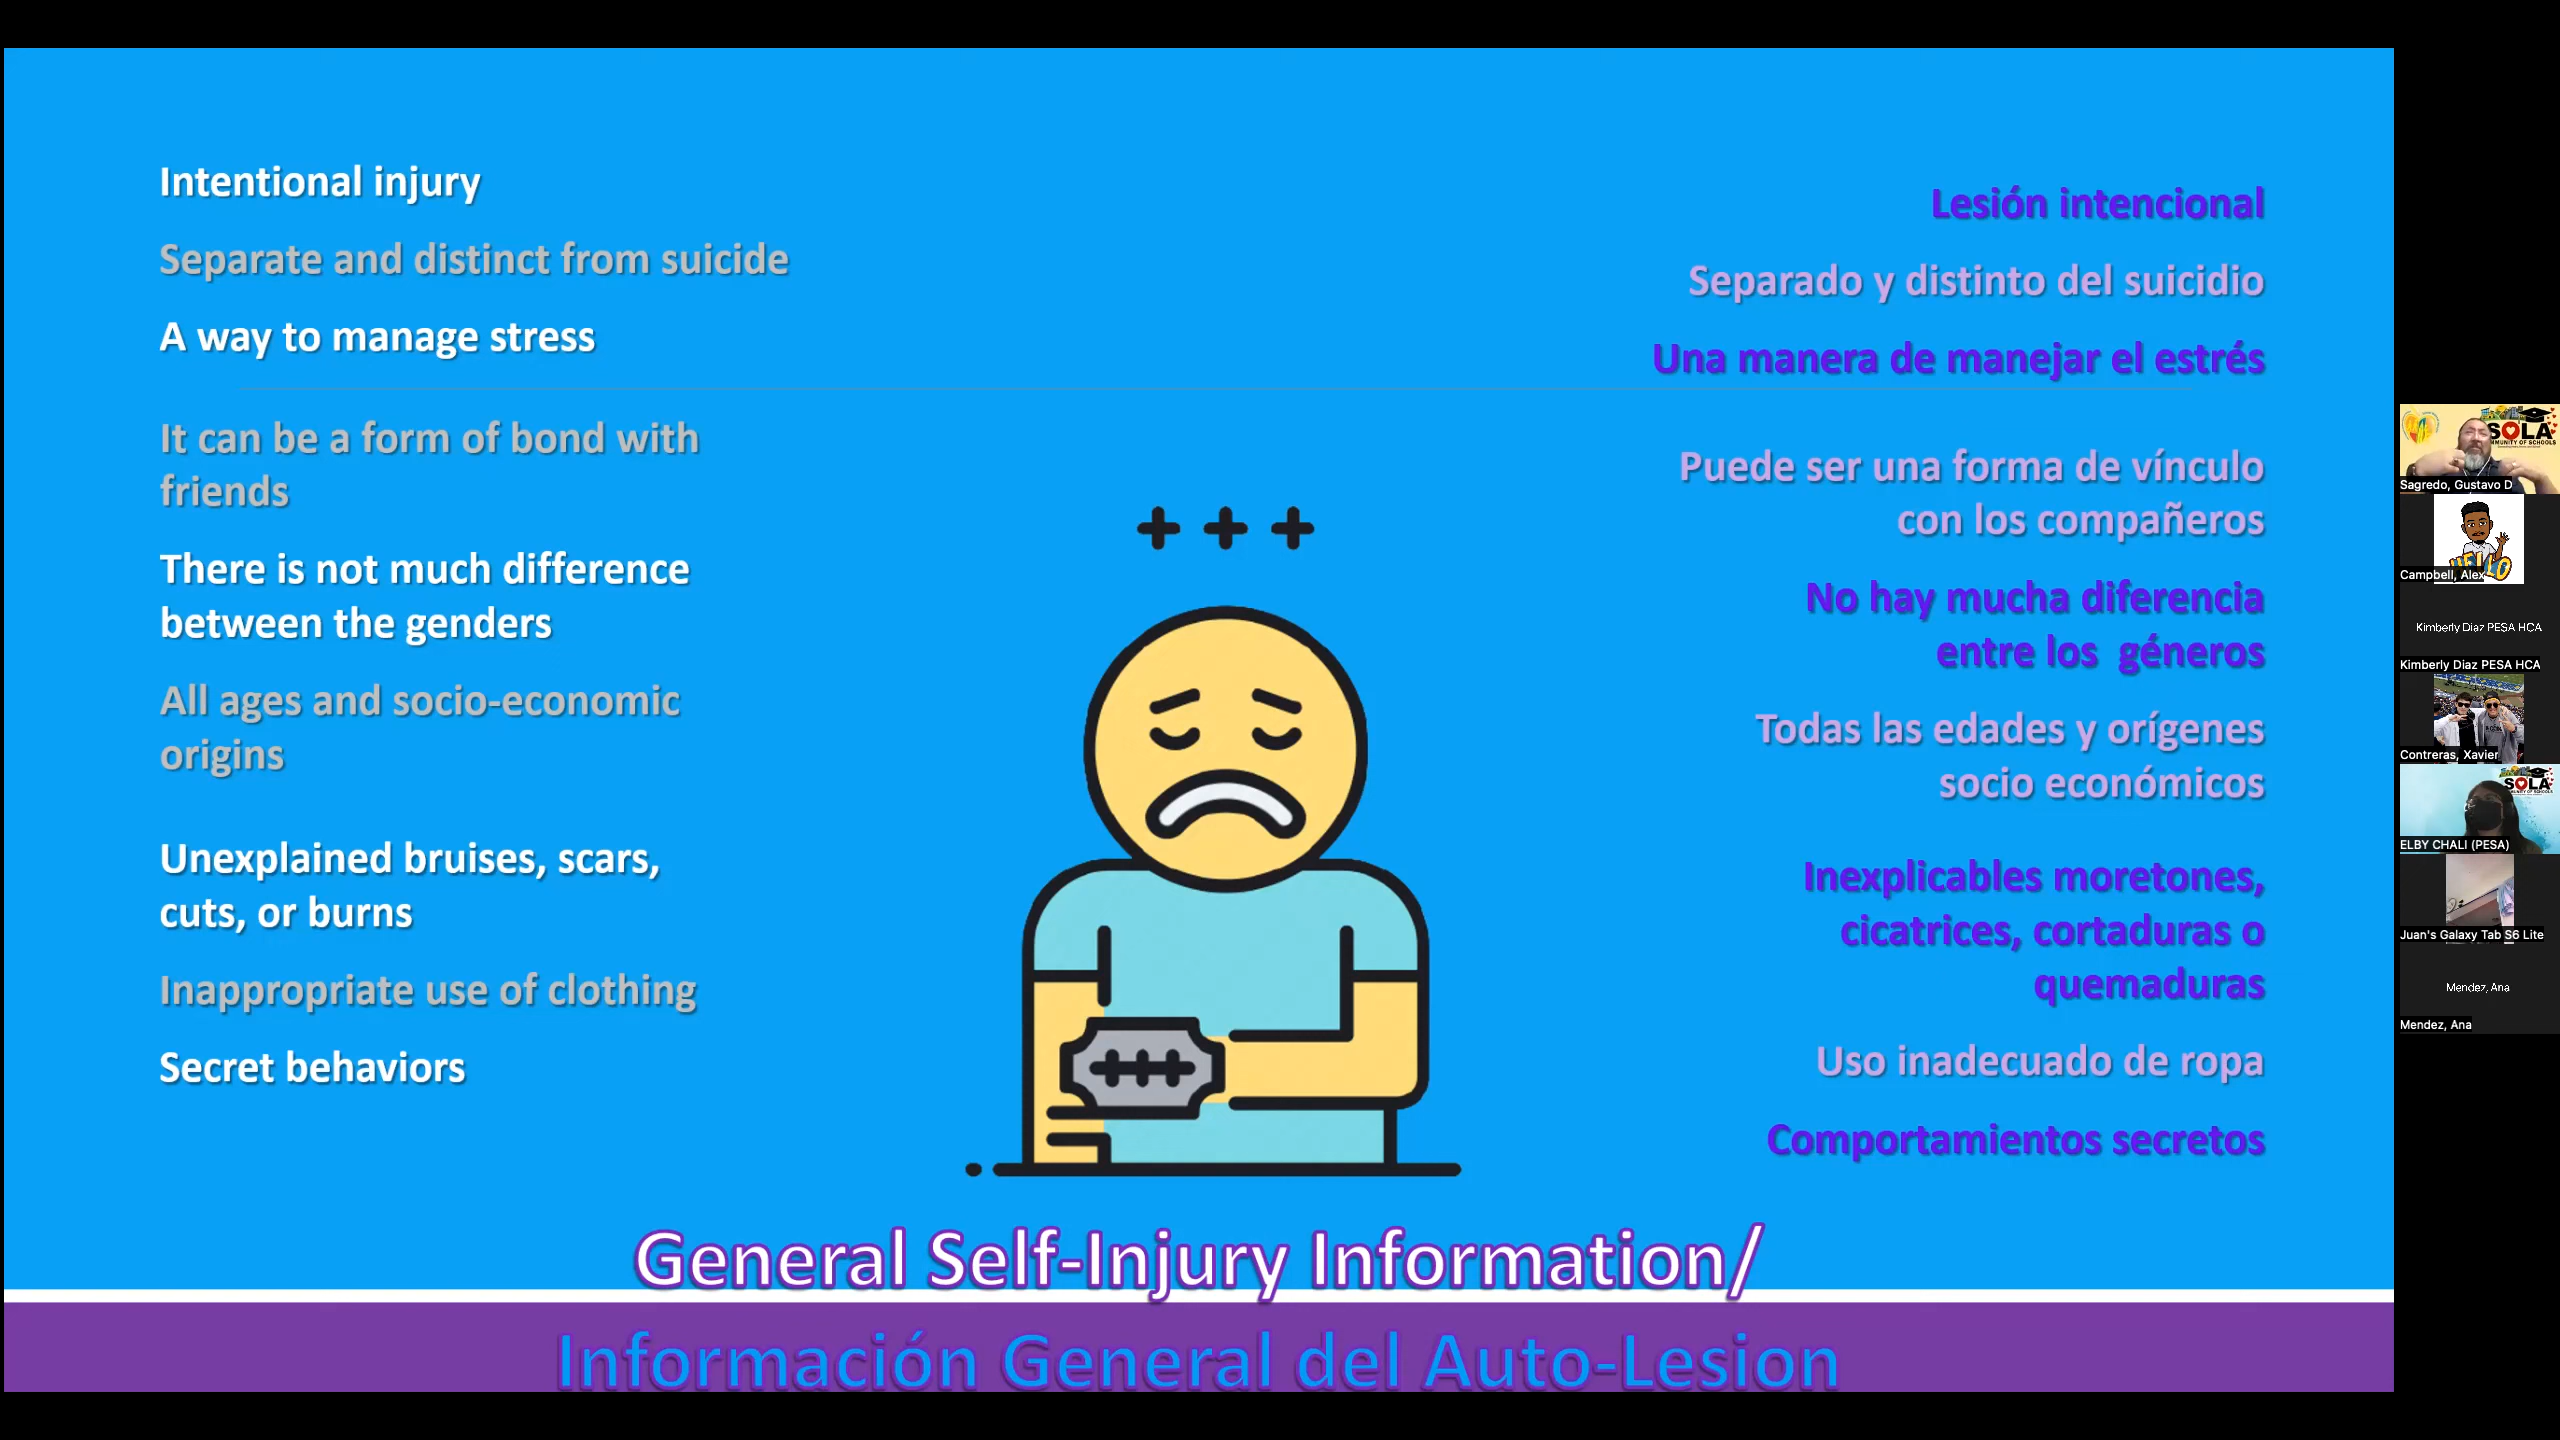 Intentional injury
Separate and distinct from suicide
A way to manage stress
It can be a form of bond with
friends
There is not much difference
between the genders
All ages and socio-economic
origins
Unexplained bruises, scars,
cuts, or burns
Inappropriate use of clothing
Secret behaviors
Lesión intencional
Separado y distinto del suicidio
Una manera de manejar el estrés
Puede ser una forma de vínculo
con los compañeros
No hay mucha diferencia
entre los géneros
Todas las edades y orígenes
socio económicos
Inexplicables moretones,
cicatrices, cortaduras o
quemaduras
Uso inadecuado de ropa
Comportamientos secretos
General Self-Injury Information/
Información General del Auto-Lesion
SOLA
MUNITY OF SCHOOLS
Sagredo, Gustavo D
HELLO
Campbell, Alex
Kimberly Diaz PESA HCA
Kimberly Diaz PESA HCA
Contreras, Xavier
SOLA
ELBY CHALI (PESA)
Juan's Galaxy Tab S6 Lite
Mendez, Ana
Mendez, Ana